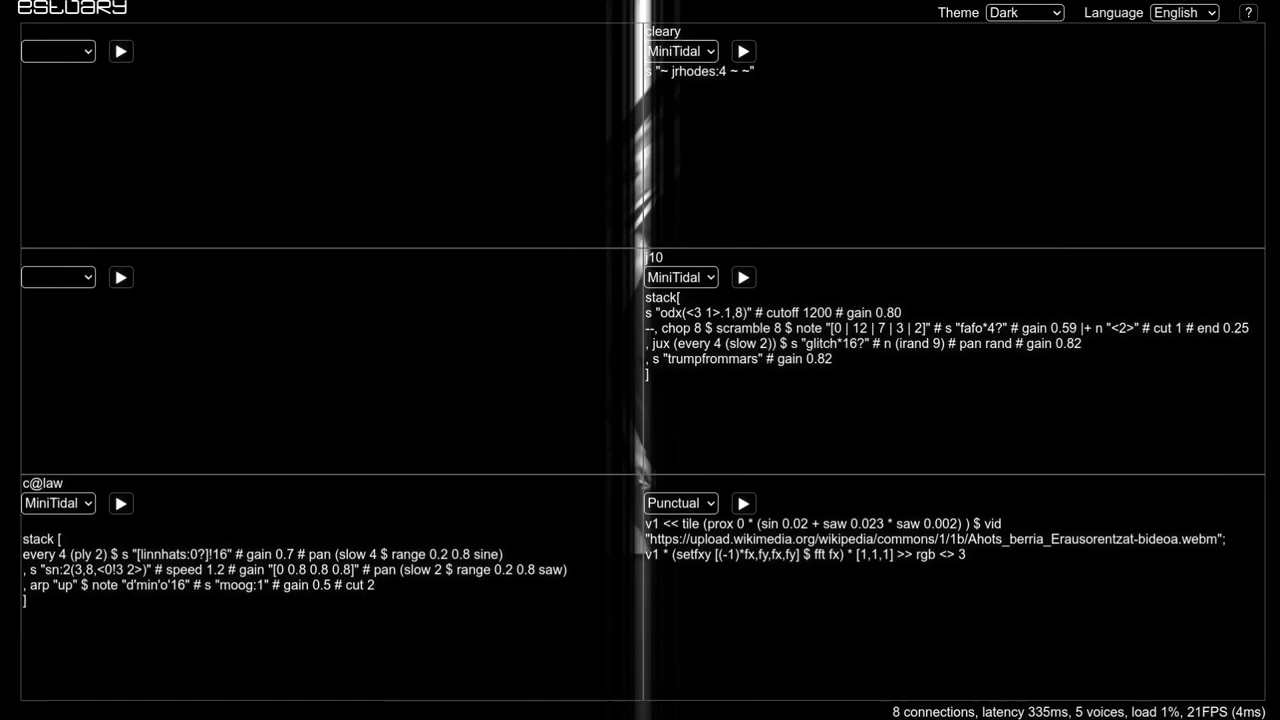 estuary
Theme Dark Language English ?
cleary
MiniTidal
s "~ jrhodes:4 ~ ~"
j10
MiniTidal
stack[
s "odx(<3 1>.1,8)" # cutoff 1200 # gain 0.80
--, chop 8 $ scramble 8 $ note "[0 | 12 | 7 | 3 | 2]" # s "fafo*4?" # gain 0.59 |+ n "<2>" # cut 1 # end 0.25
, jux (every 4 (slow 2)) $ s "glitch*16?" # n (irand 9) # pan rand # gain 0.82
, s "trumpfrommars" # gain 0.82
]
c@law
MiniTidal
stack [
every 4 (ply 2) $ s "[linnhats:0?]!16" # gain 0.7 # pan (slow 4 $ range 0.2 0.8 sine)
, s "sn:2(3,8,<0!3 2>)" # speed 1.2 # gain "[0 0.8 0.8 0.8]" # pan (slow 2 $ range 0.2 0.8 saw)
, arp "up" $ note "d'min'o'16" # s "moog:1" # gain 0.5 # cut 2
]
Punctual
v1 << tile (prox 0 * (sin 0.02 + saw 0.023 * saw 0.002) ) $ vid
"https://upload.wikimedia.org/wikipedia/commons/1/1b/Ahots_berria_Erausorentzat-bideoa.webm";
v1 * (setfxy [(-1)*fx,fy,fx,fy] $ fft fx) * [1,1,1] >> rgb <> 3
8 connections, latency 335ms, 5 voices, load 1%, 21FPS (4ms)